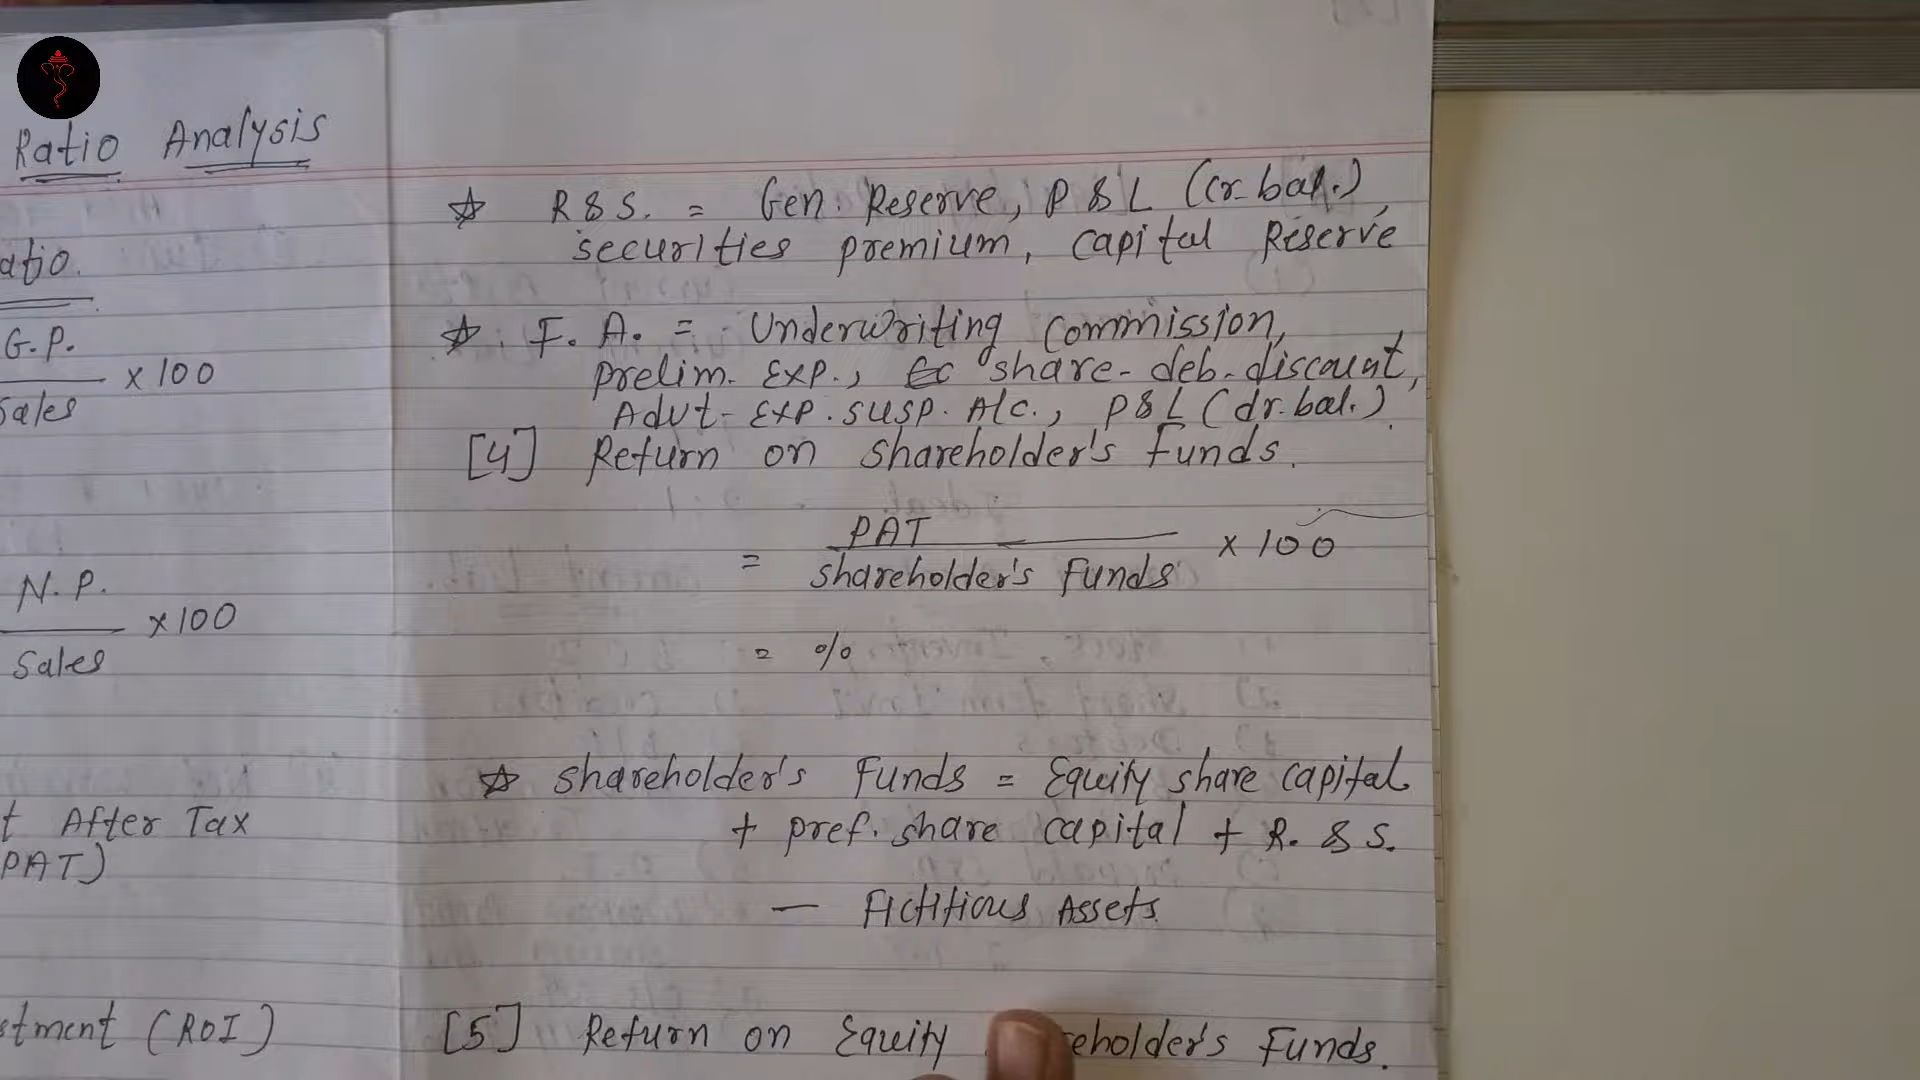 Ratio Analysis
atio.
G.P.
x 100
Sales
N.P.
x100
Sales
t After Tax
PAT)
stment (ROI)
☆ R & S. = Gen. Reserve, P & L (cr. bal.),
securities premium, capital Reserve
☆ F. A. = Underwriting commission,
prelim. Exp., share-deb.-discount,
Advt-Exp. susp. A/c., P&L (dr. bal.).
[4] Return on shareholder's Funds.
PAT
= x 100
shareholder's Funds
= %
☆ shareholder's Funds = Equity share capital
+ pref. share capital + R. & S.
— Fictitious Assets.
[5] Return on Equity eholder's Funds.